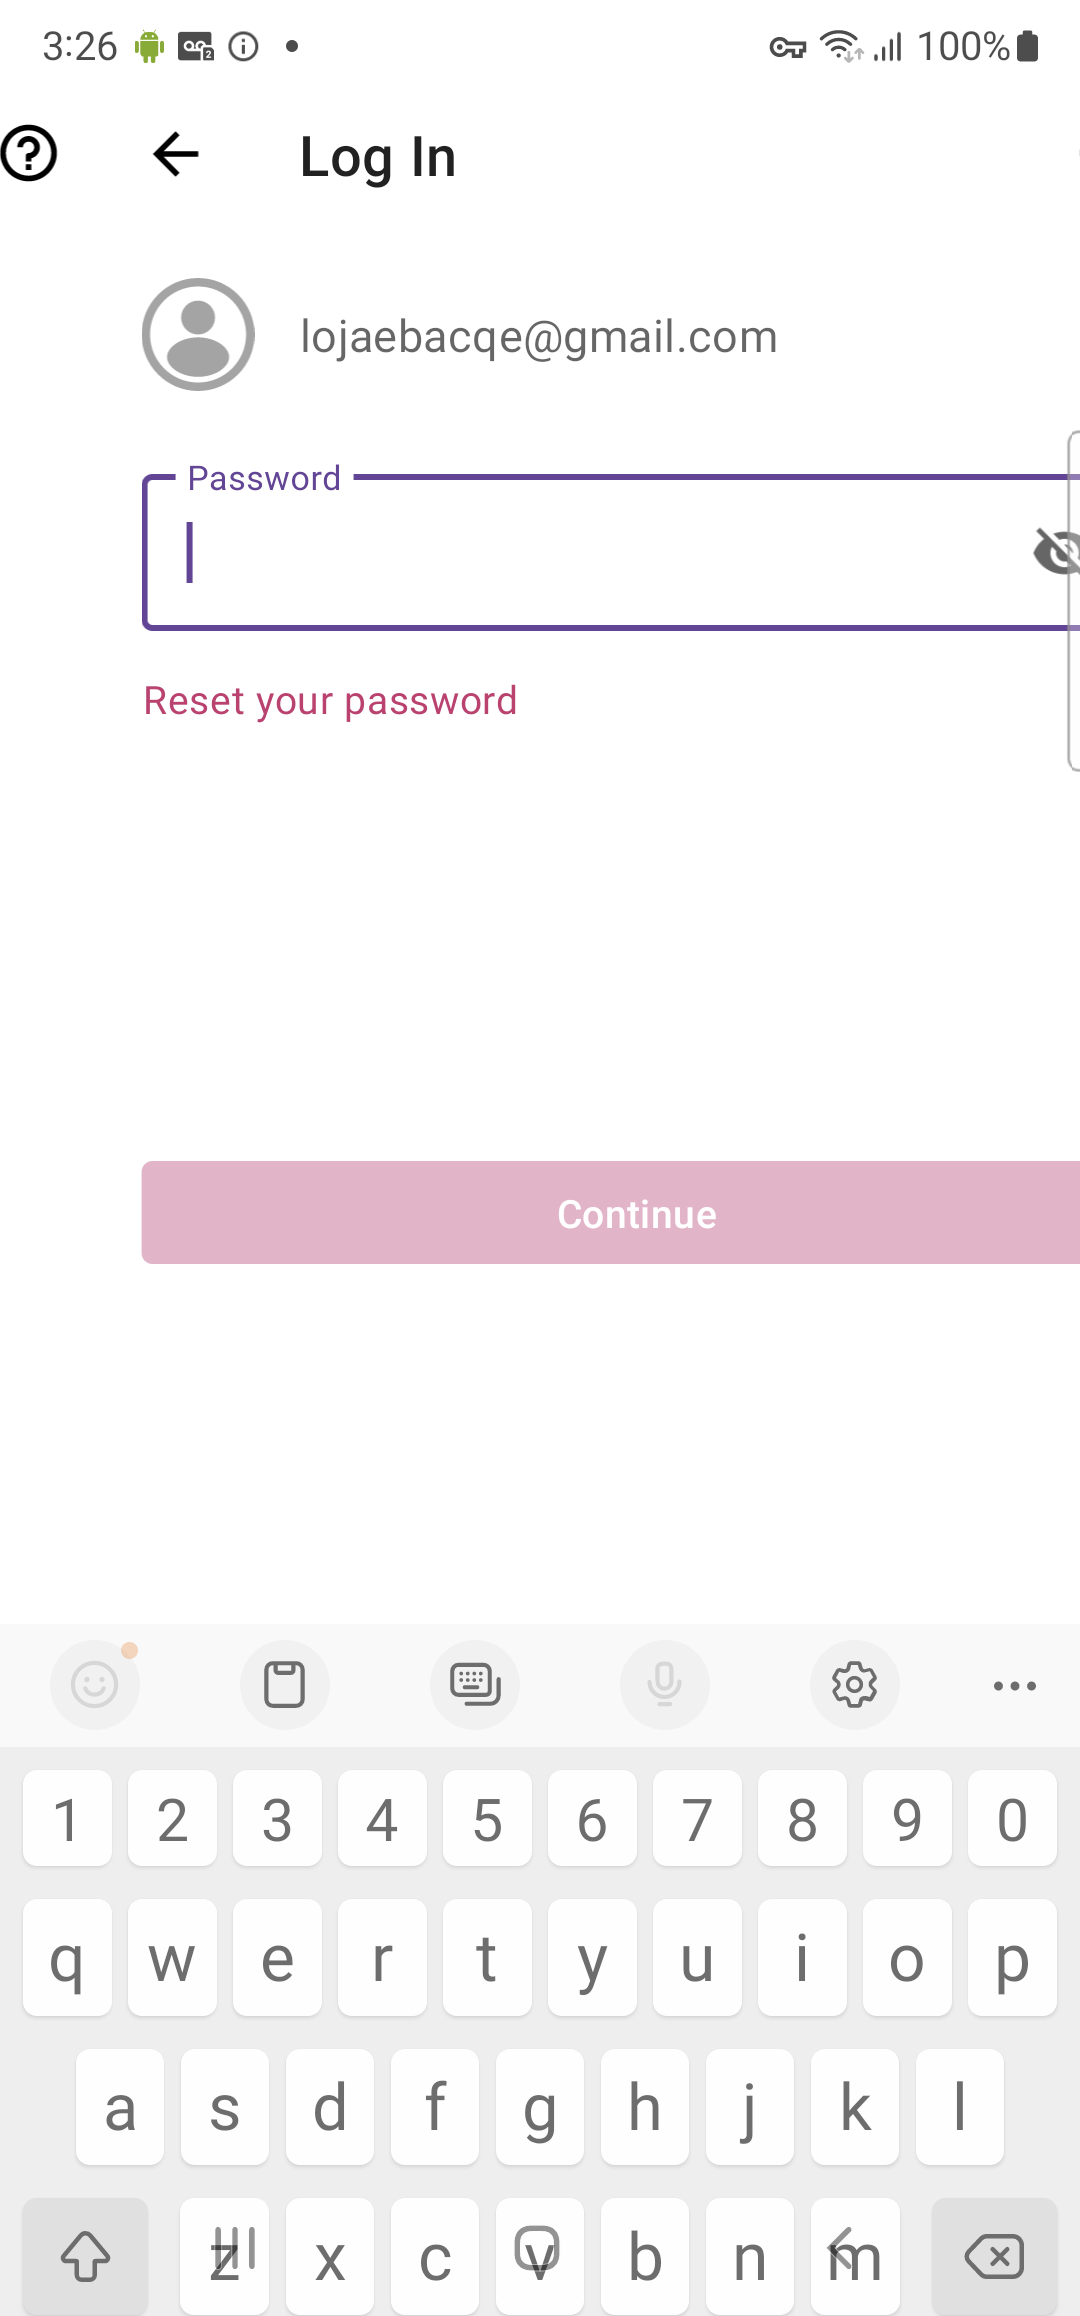 3:26
100%
Log In
lojaebacqe@gmail.com
Password
Reset your password
Continue
1 2 3 4 5 6 7 8 9 0
q w e r t y u i o p
a s d f g h j k l
z x c v b n m